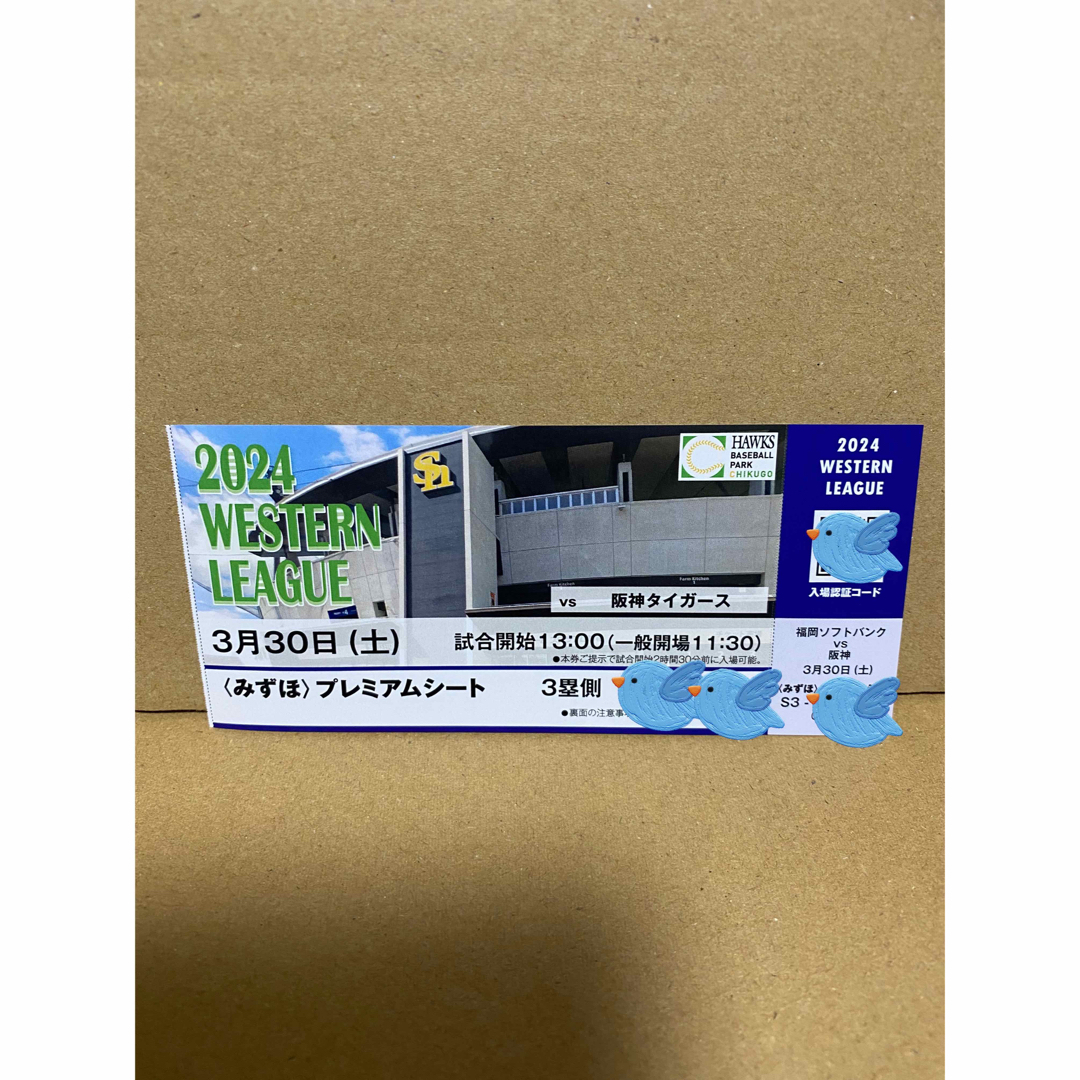 2024
WESTERN
LEAGUE
SH
HAWKS
BASEBALL
PARK
CHIKUGO
Farm Kitchen
Farm Kitchen
vs 阪神タイガース
3月30日(土)
試合開始13:00(一般開場11:30)
●本券ご提示で試合開始2時間30分前に入場可能。
〈みずほ〉プレミアムシート 3塁側
●裏面の注意事
2024
WESTERN
LEAGUE
入場認証コード
福岡ソフトバンク
vs
阪神
3月30日(土)
〈みずほ〉
S3 -